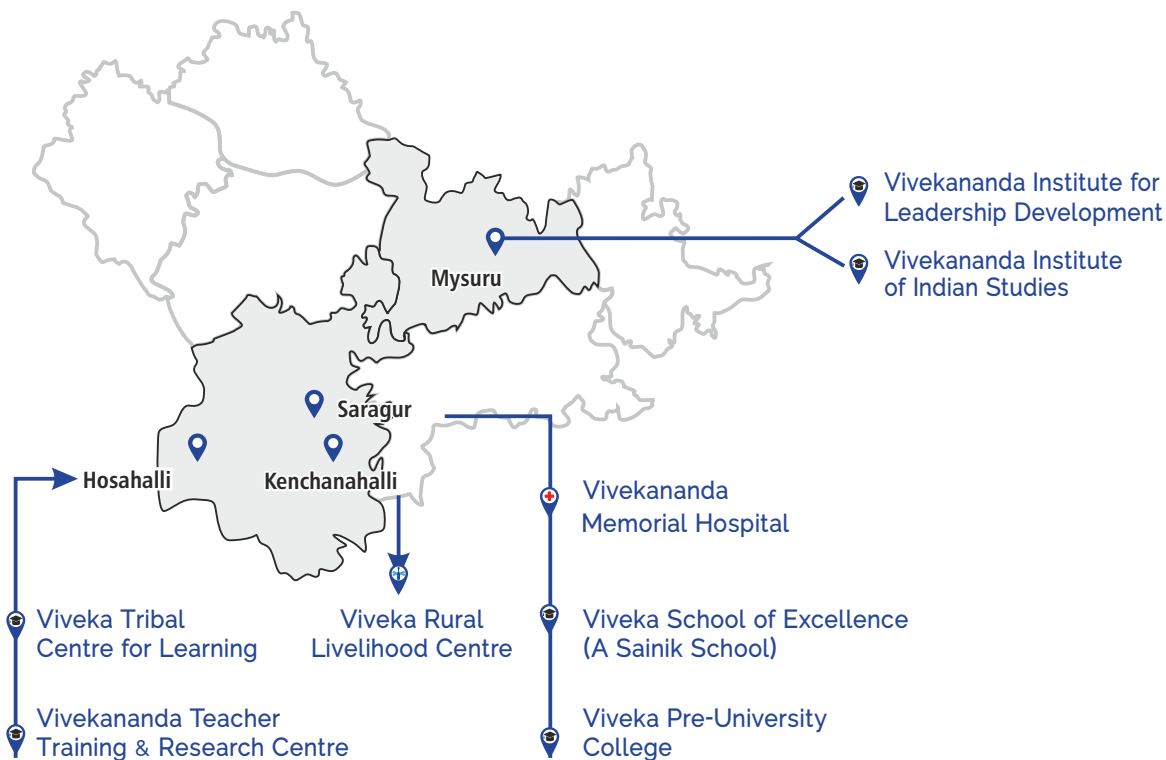 Vivekananda Institute for
Leadership Development
Vivekananda Institute
of Indian Studies
Mysuru
Saragur
Hosahalli
Kenchanahalli
Vivekananda
Memorial Hospital
Viveka Tribal
Centre for Learning
Viveka Rural
Livelihood Centre
Viveka School of Excellence
(A Sainik School)
Vivekananda Teacher
Training & Research Centre
Viveka Pre-University
College